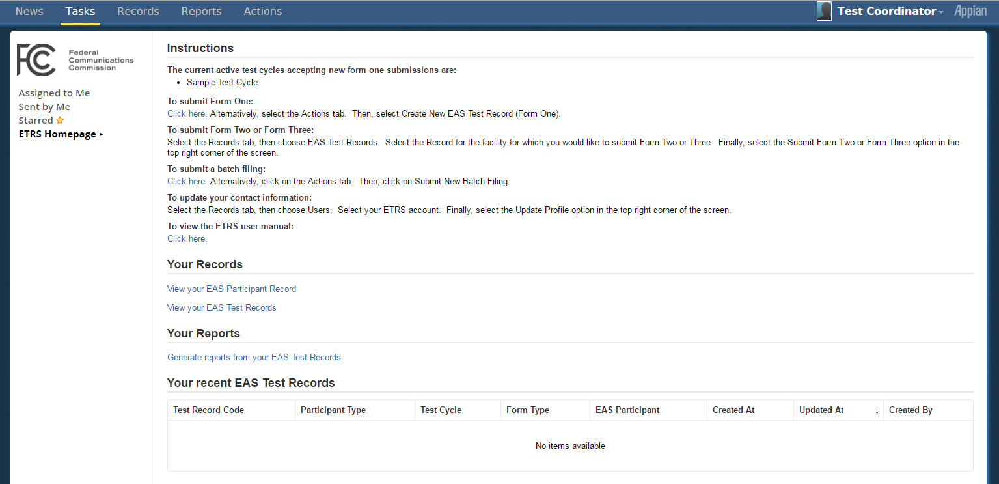 News Tasks Records Reports Actions Test Coordinator Appian
FCC Federal
Communications
Commission
Assigned to Me
Sent by Me
Starred
ETRS Homepage
Instructions
The current active test cycles accepting new form one submissions are:
• Sample Test Cycle
To submit Form One:
Click here. Alternatively, select the Actions tab. Then, select Create New EAS Test Record (Form One).
To submit Form Two or Form Three:
Select the Records tab, then choose EAS Test Records. Select the Record for the facility for which you would like to submit Form Two or Three. Finally, select the Submit Form Two or Form Three option in the
top right corner of the screen.
To submit a batch filing:
Click here. Alternatively, click on the Actions tab. Then, click on Submit New Batch Filing.
To update your contact information:
Select the Records tab, then choose Users. Select your ETRS account. Finally, select the Update Profile option in the top right corner of the screen.
To view the ETRS user manual:
Click here.
Your Records
View your EAS Participant Record
View your EAS Test Records
Your Reports
Generate reports from your EAS Test Records
Your recent EAS Test Records
Test Record Code Participant Type Test Cycle Form Type EAS Participant Created At Updated At ↓ Created By
No items available